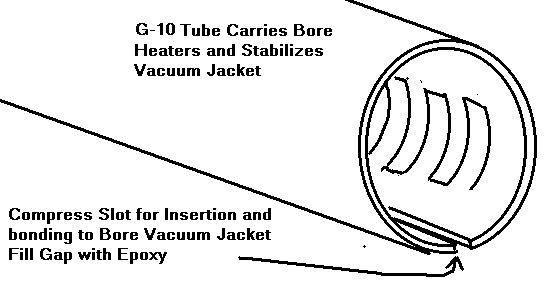 G-10 Tube Carries Bore
Heaters and Stabilizes
Vacuum Jacket
Compress Slot for Insertion and
bonding to Bore Vacuum Jacket
Fill Gap with Epoxy